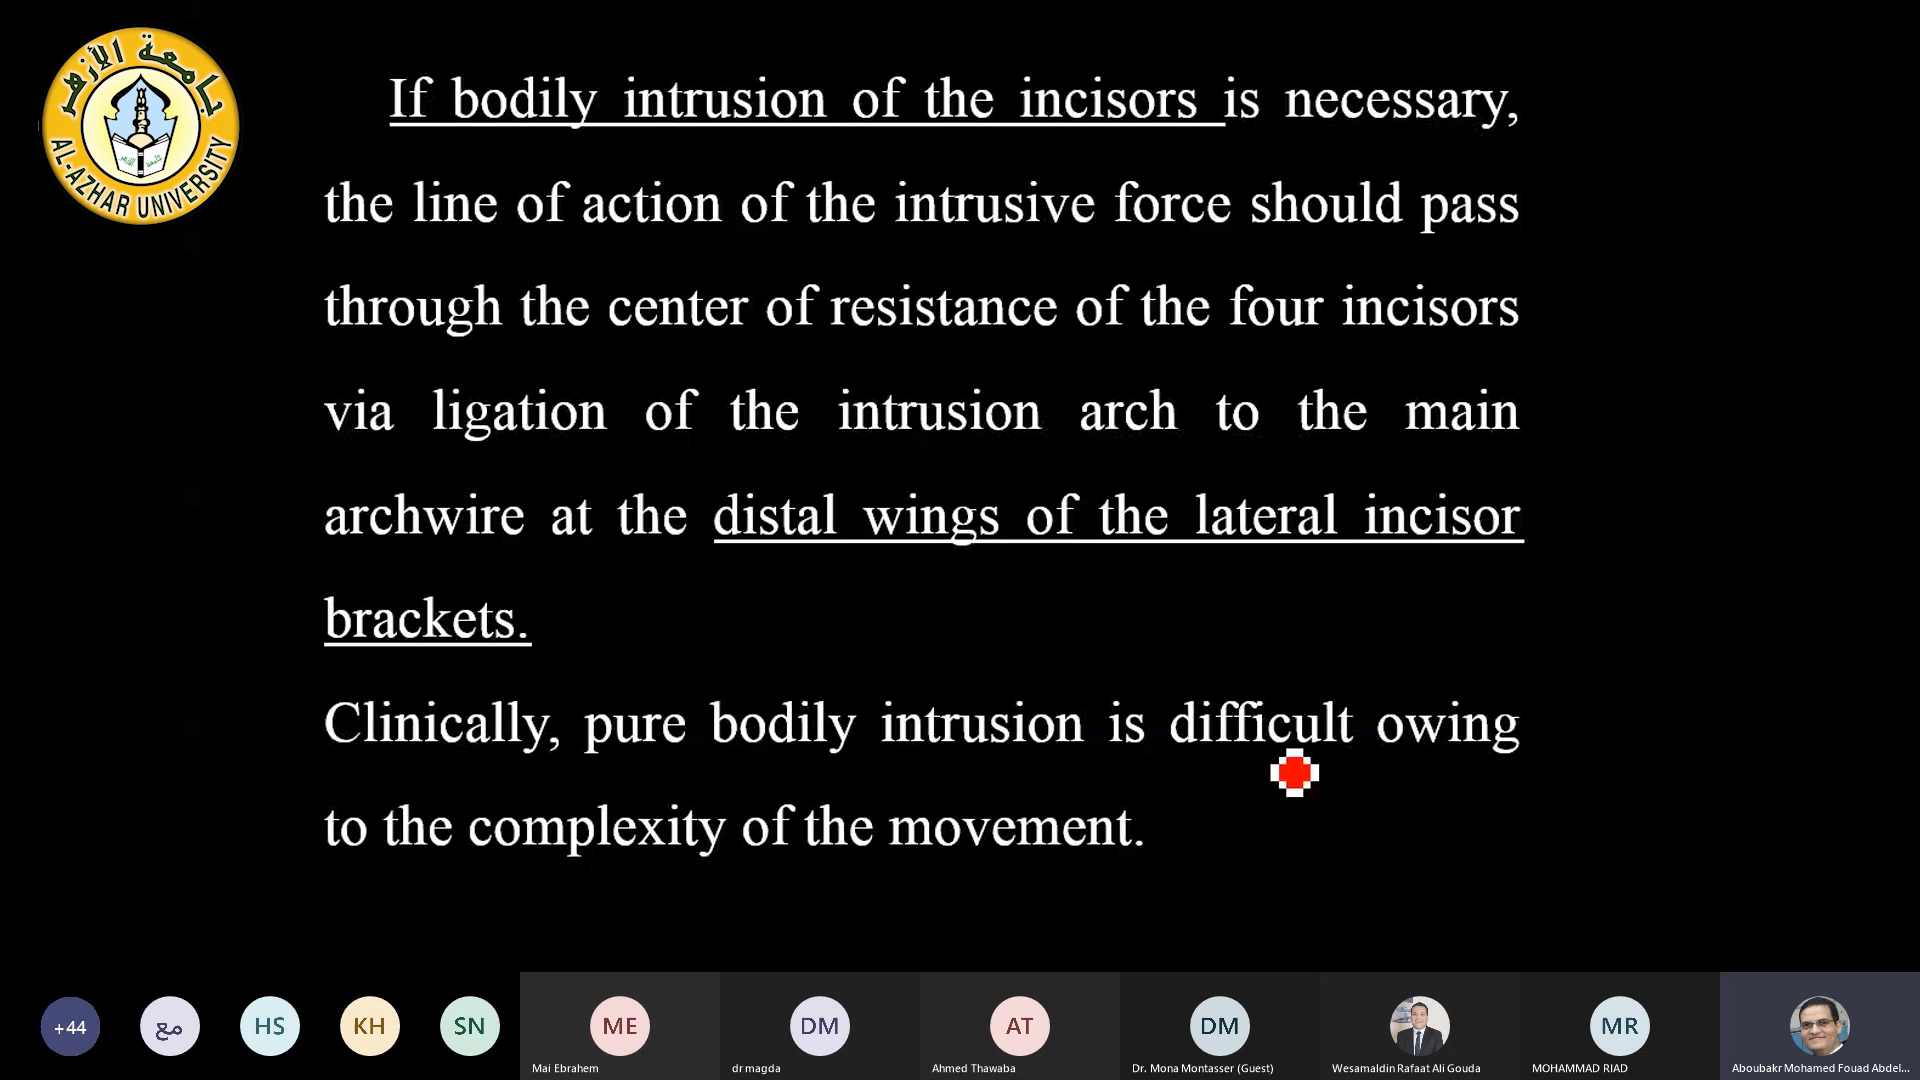 جامعة الأزهر
AL-AZHAR UNIVERSITY
If bodily intrusion of the incisors is necessary,
the line of action of the intrusive force should pass
through the center of resistance of the four incisors
via ligation of the intrusion arch to the main
archwire at the distal wings of the lateral incisor
brackets.
Clinically, pure bodily intrusion is difficult owing
to the complexity of the movement.
+44
مع
HS
KH
SN
ME
DM
AT
DM
MR
Mai Ebrahem
dr magda
Ahmed Thawaba
Dr. Mona Montasser (Guest)
Wesamaldin Rafaat Ali Gouda
MOHAMMAD RIAD
Aboubakr Mohamed Fouad Abdel...